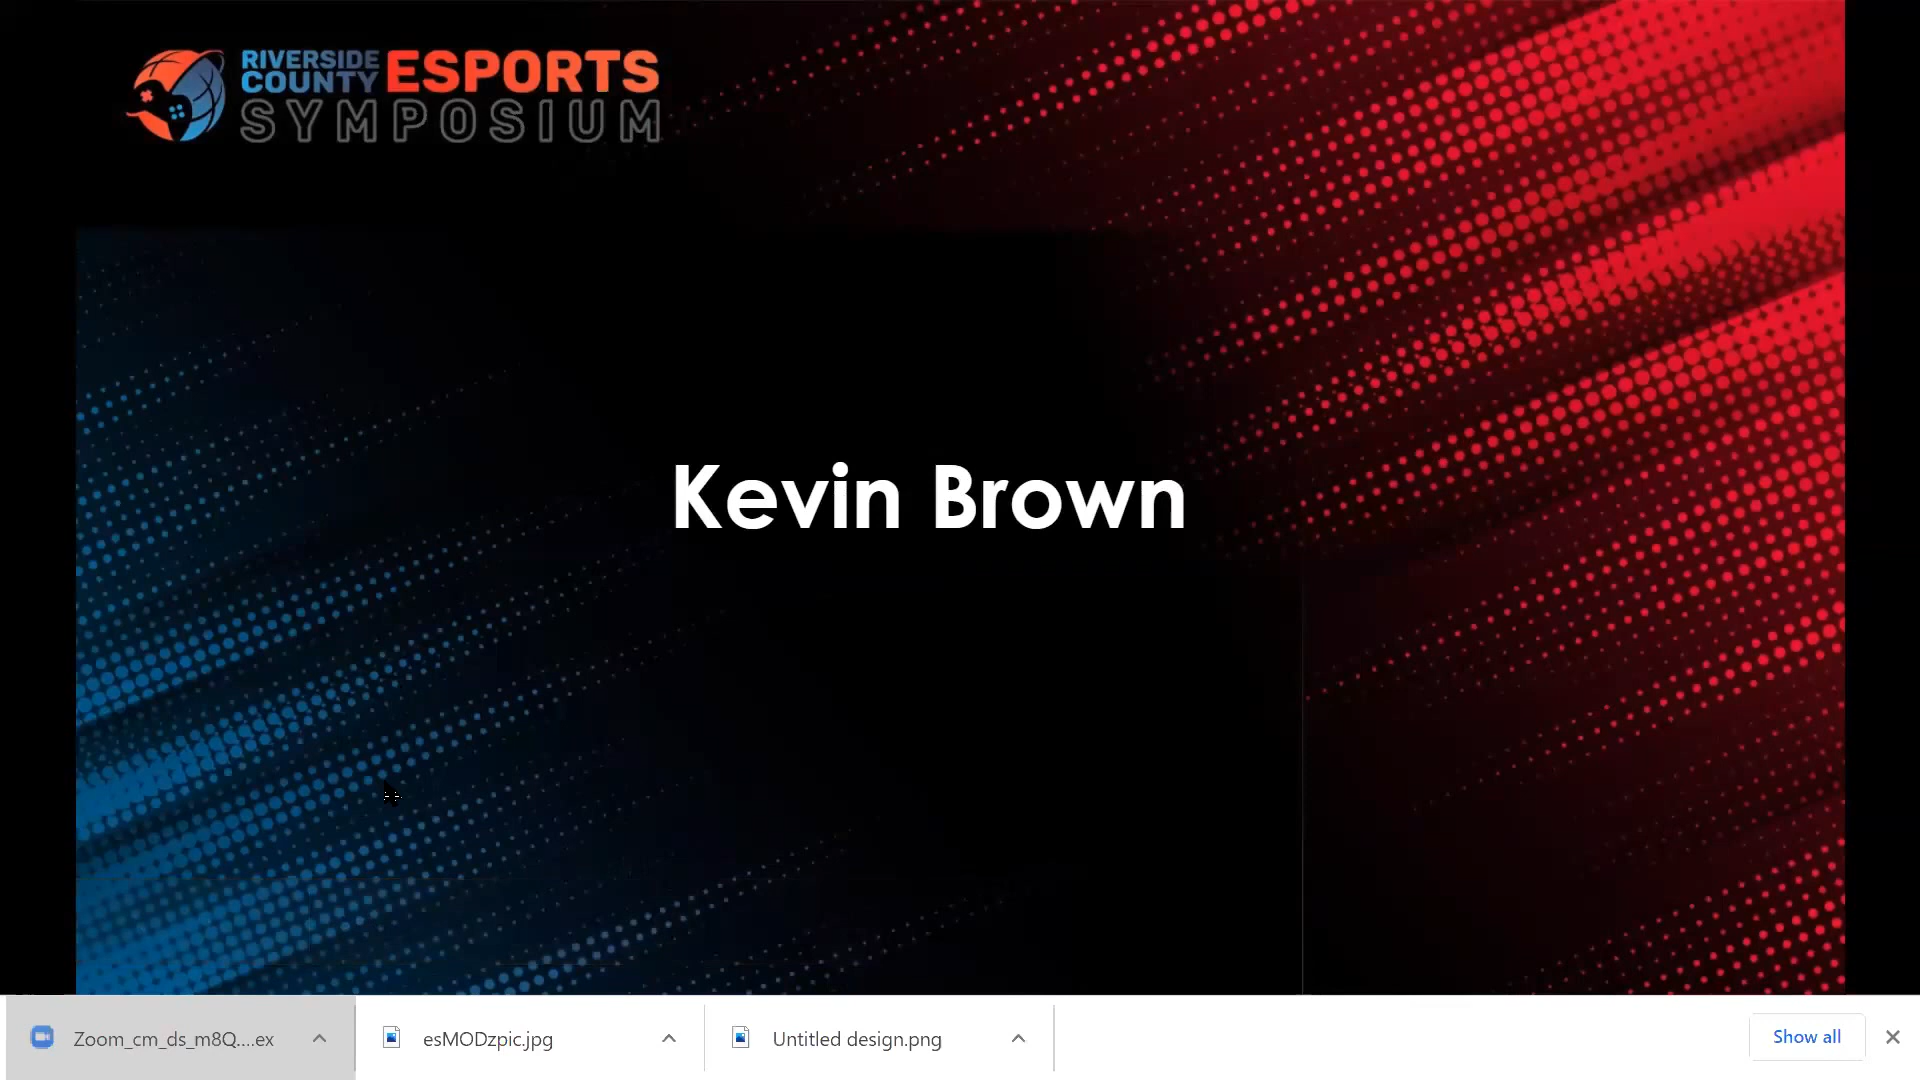 RIVERSIDE
COUNTY ESPORTS
SYMPOSIUM
Kevin Brown
Zoom_cm_ds_m8Q....ex
esMODzpic.jpg
Untitled design.png
Show all